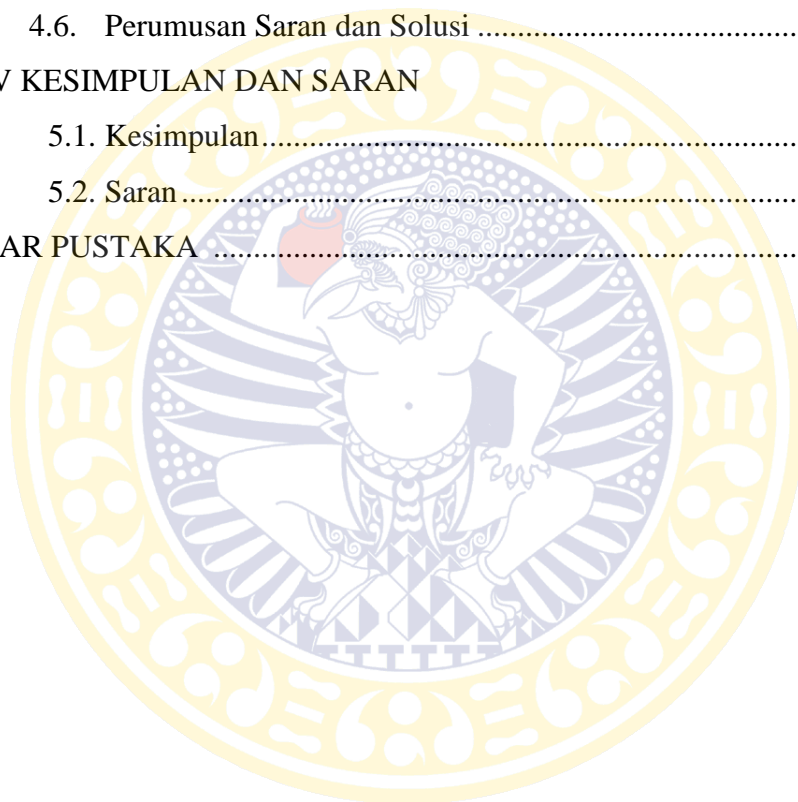 4.6. Perumusan Saran dan Solusi ........................................
V KESIMPULAN DAN SARAN
5.1. Kesimpulan....................................................................
5.2. Saran..............................................................................
AR PUSTAKA .........................................................................